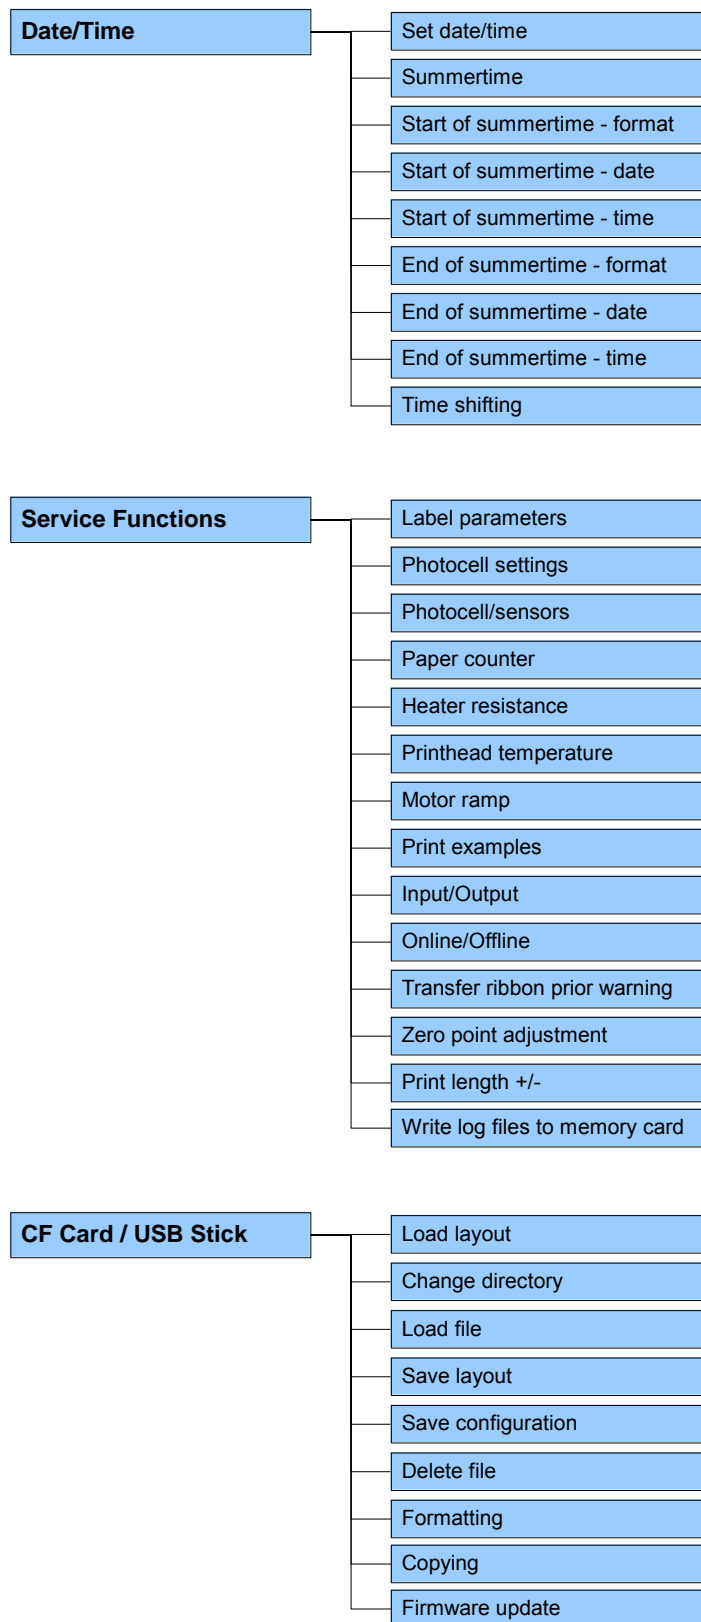 Date/Time
Set date/time
Summertime
Start of summertime - format
Start of summertime - date
Start of summertime - time
End of summertime - format
End of summertime - date
End of summertime - time
Time shifting
Service Functions
Label parameters
Photocell settings
Photocell/sensors
Paper counter
Heater resistance
Printhead temperature
Motor ramp
Print examples
Input/Output
Online/Offline
Transfer ribbon prior warning
Zero point adjustment
Print length +/-
Write log files to memory card
CF Card / USB Stick
Load layout
Change directory
Load file
Save layout
Save configuration
Delete file
Formatting
Copying
Firmware update